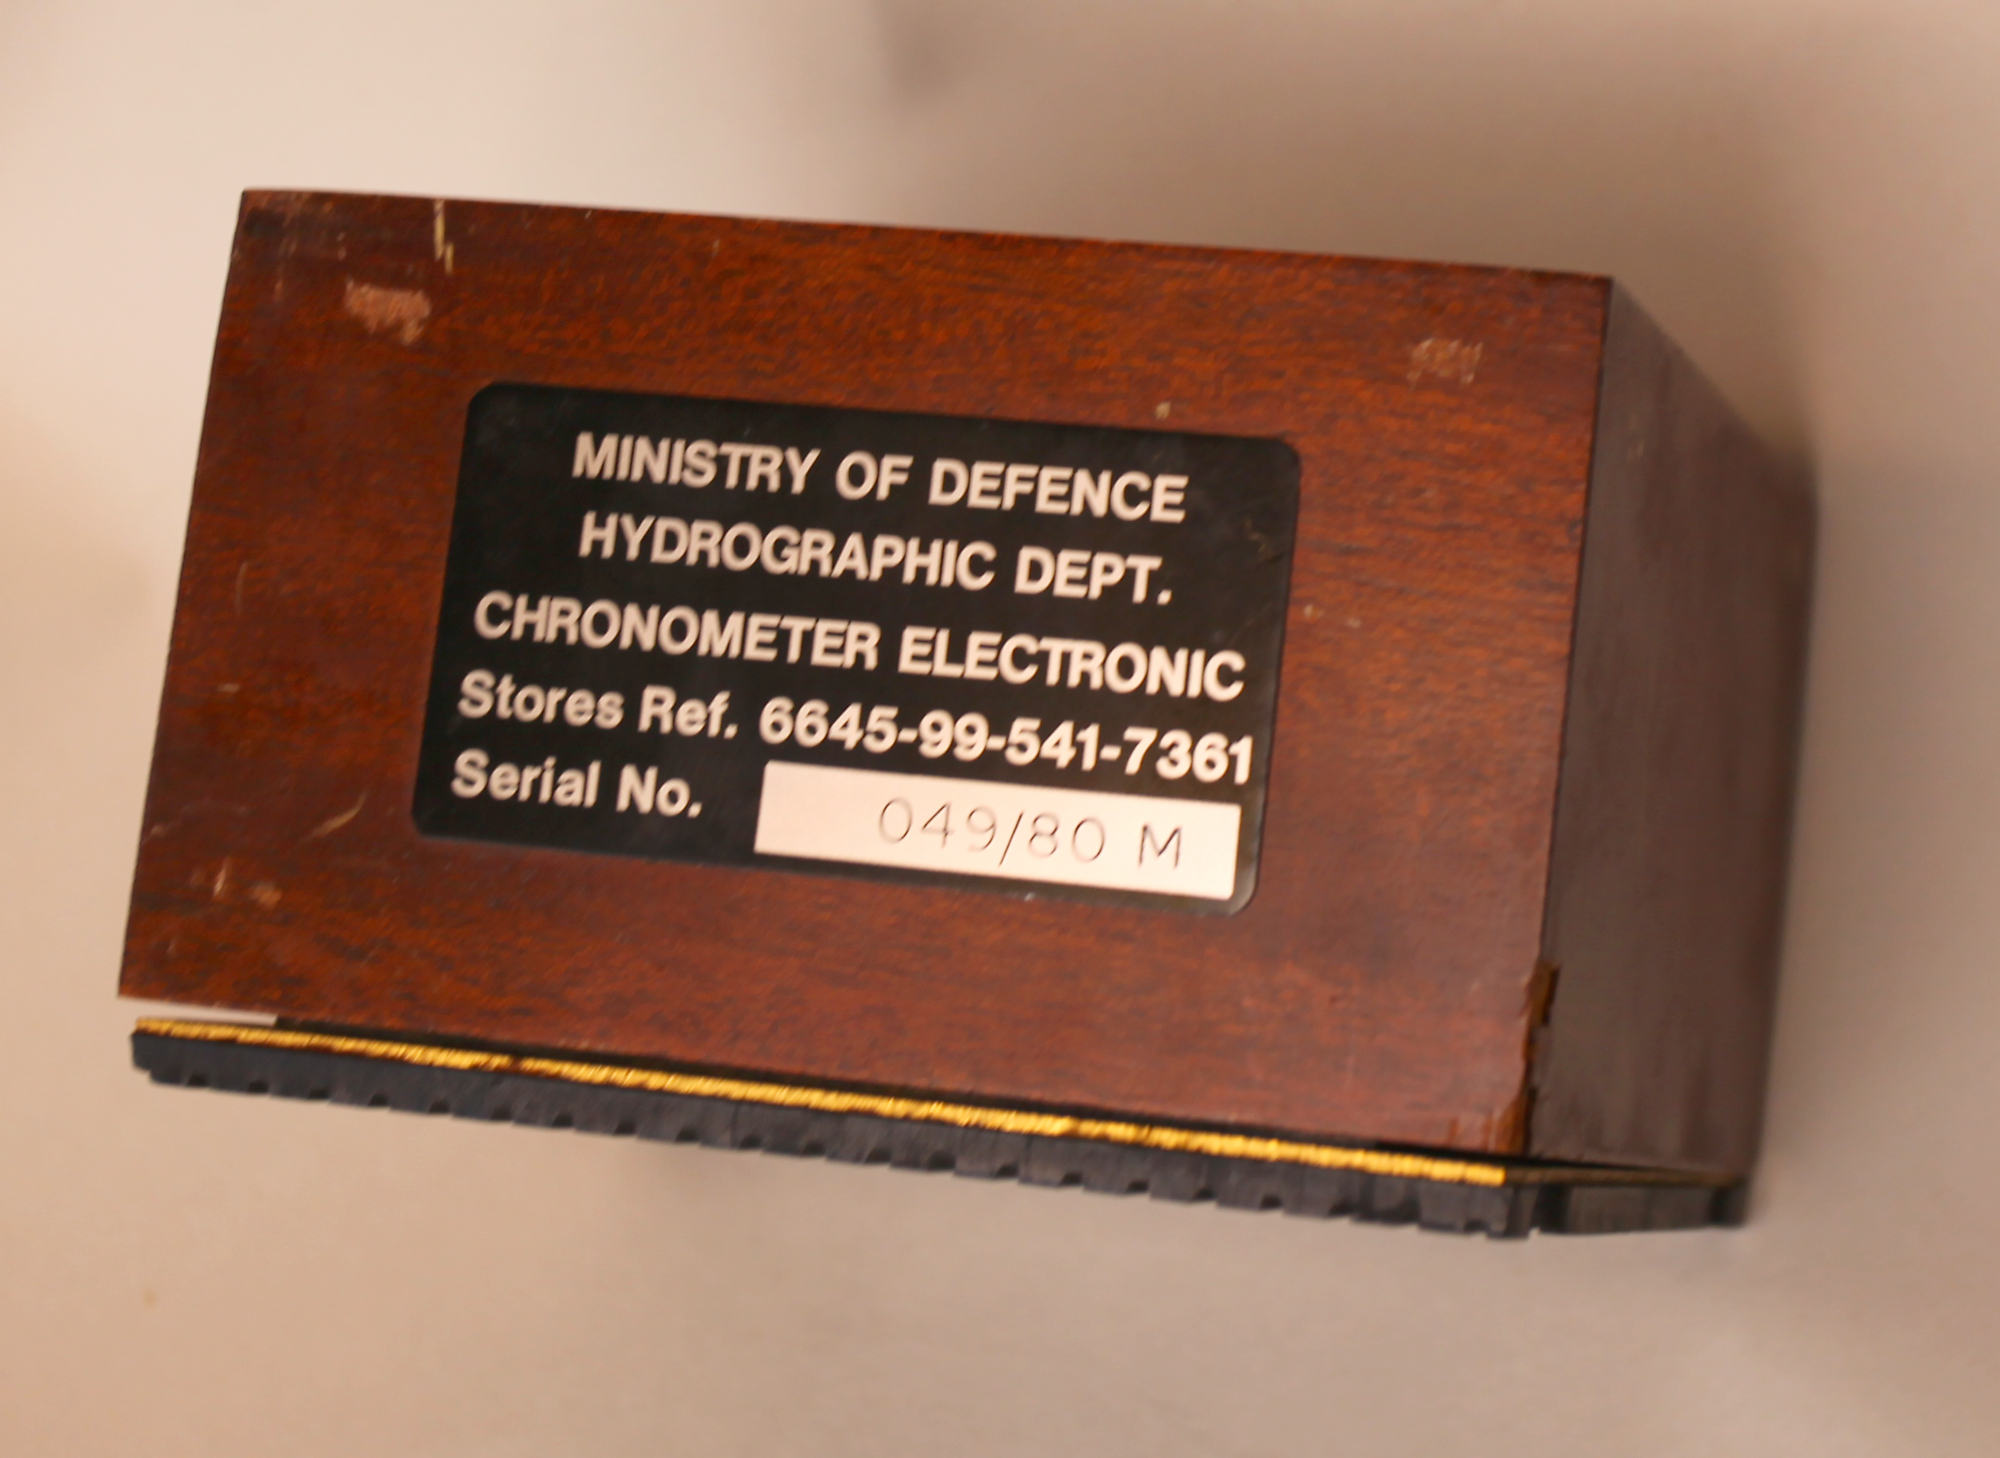 MINISTRY OF DEFENCE
HYDROGRAPHIC DEPT.
CHRONOMETER ELECTRONIC
Stores Ref. 6645-99-541-7361
Serial No. 049/80 M